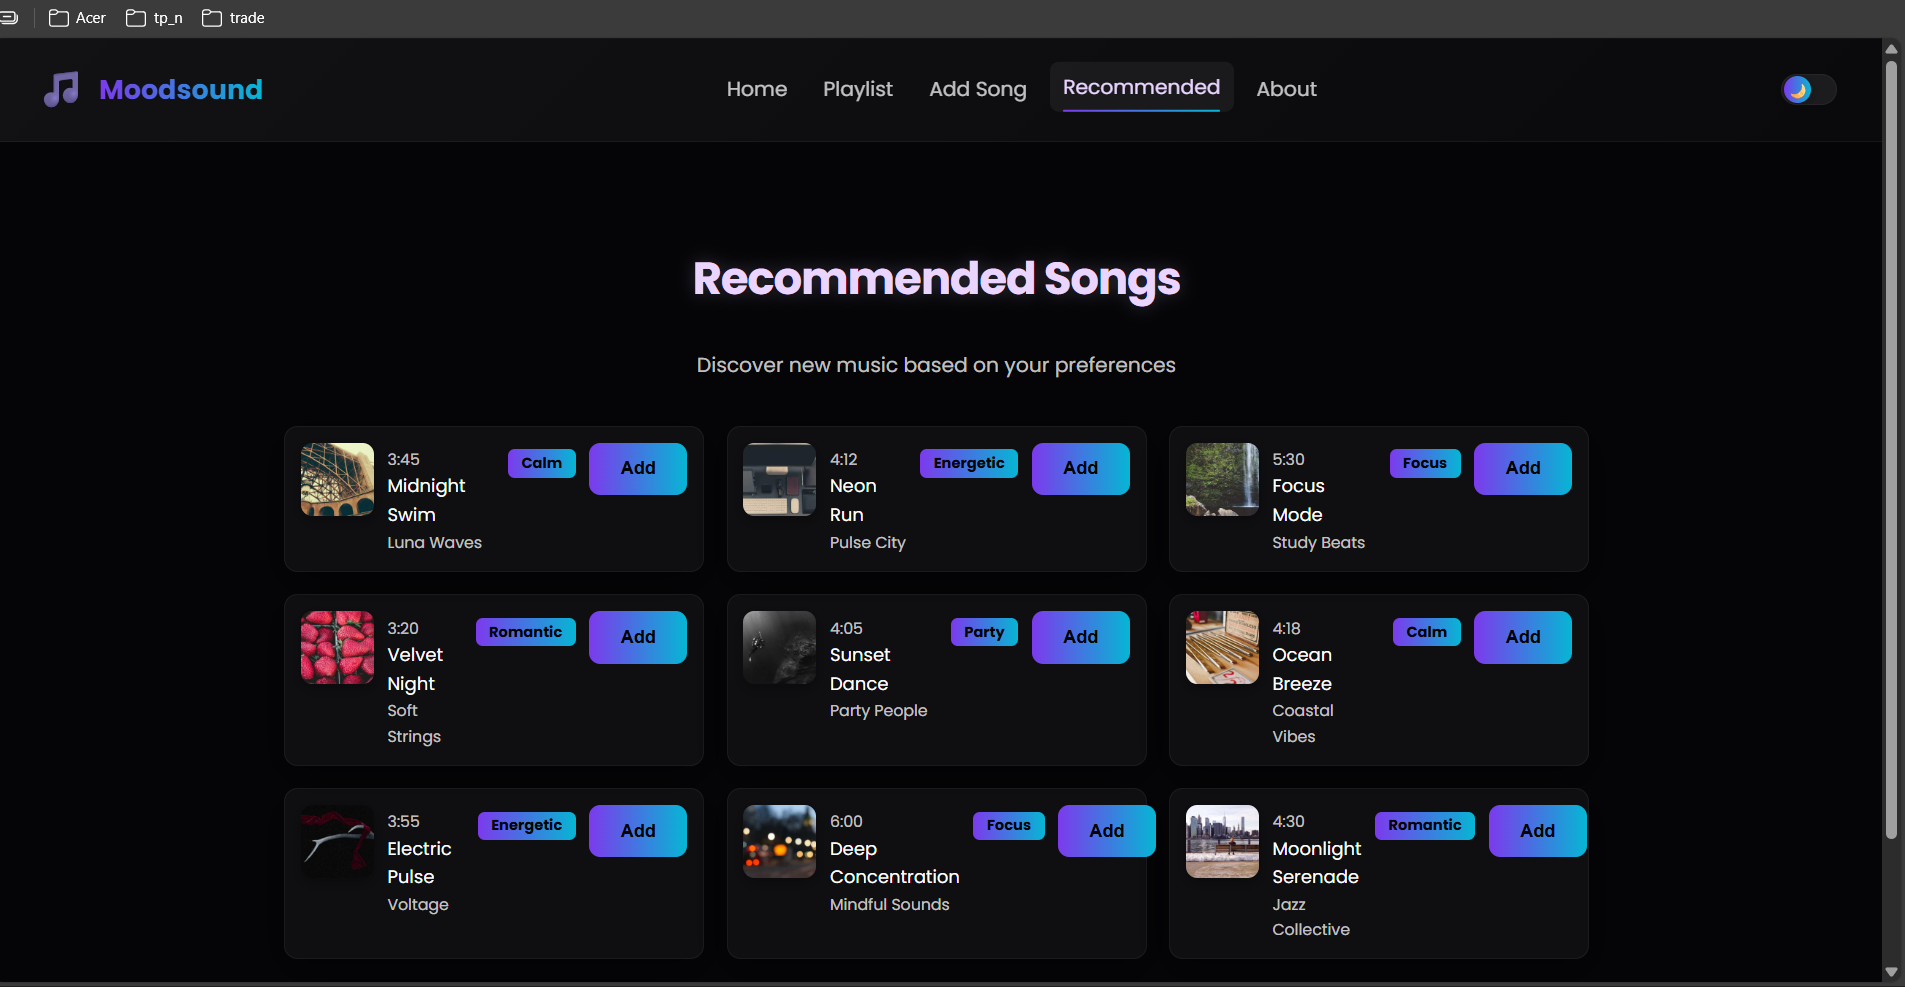 Acer tp_n trade
Moodsound Home Playlist Add Song Recommended About
Recommended Songs
Discover new music based on your preferences
3:45 Calm Add
Midnight
Swim
Luna Waves
4:12 Energetic Add
Neon
Run
Pulse City
5:30 Focus Add
Focus
Mode
Study Beats
3:20 Romantic Add
Velvet
Night
Soft
Strings
4:05 Party Add
Sunset
Dance
Party People
4:18 Calm Add
Ocean
Breeze
Coastal
Vibes
3:55 Energetic Add
Electric
Pulse
Voltage
6:00 Focus Add
Deep
Concentration
Mindful Sounds
4:30 Romantic Add
Moonlight
Serenade
Jazz
Collective